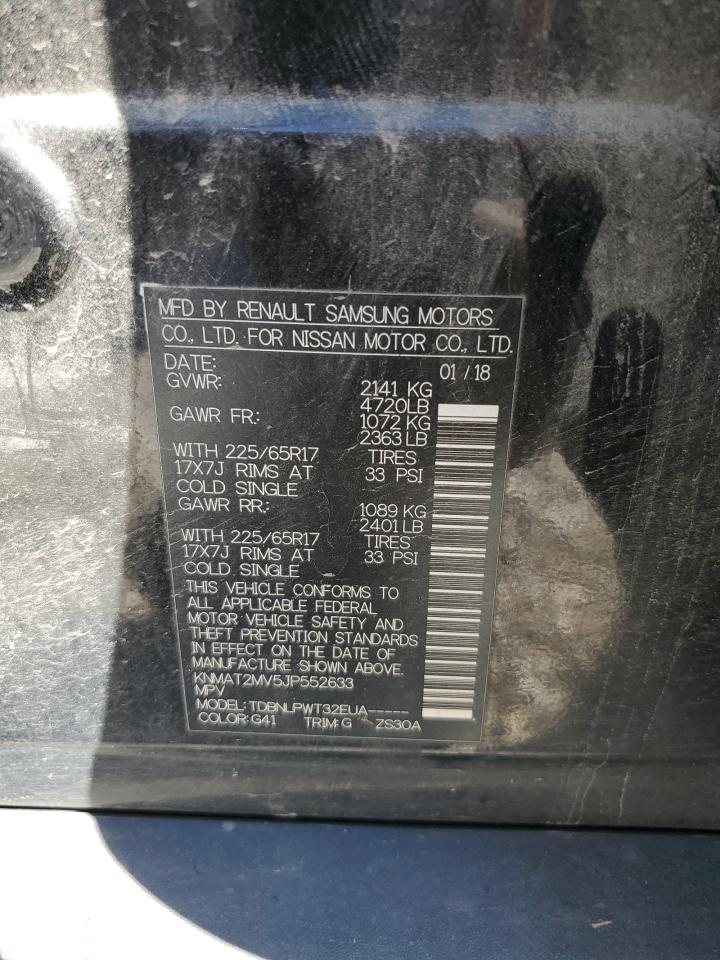 MFD BY RENAULT SAMSUNG MOTORS
CO., LTD. FOR NISSAN MOTOR CO., LTD.
DATE: 01 / 18
GVWR: 2141 KG
4720LB
GAWR FR.: 1072 KG
2363LB
WITH 225/65R17 TIRES
17X7J RIMS AT 33 PSI
COLD SINGLE
GAWR RR.: 1089 KG
2401LB
WITH 225/65R17 TIRES
17X7J RIMS AT 33 PSI
COLD SINGLE
THIS VEHICLE CONFORMS TO
ALL APPLICABLE FEDERAL
MOTOR VEHICLE SAFETY AND
THEFT PREVENTION STANDARDS
IN EFFECT ON THE DATE OF
MANUFACTURE SHOWN ABOVE.
KNMAT2MV5JP552633
MPV
MODEL: TDBNLPWT32EUA-----
COLOR: G41 TRIM: G ZS30A